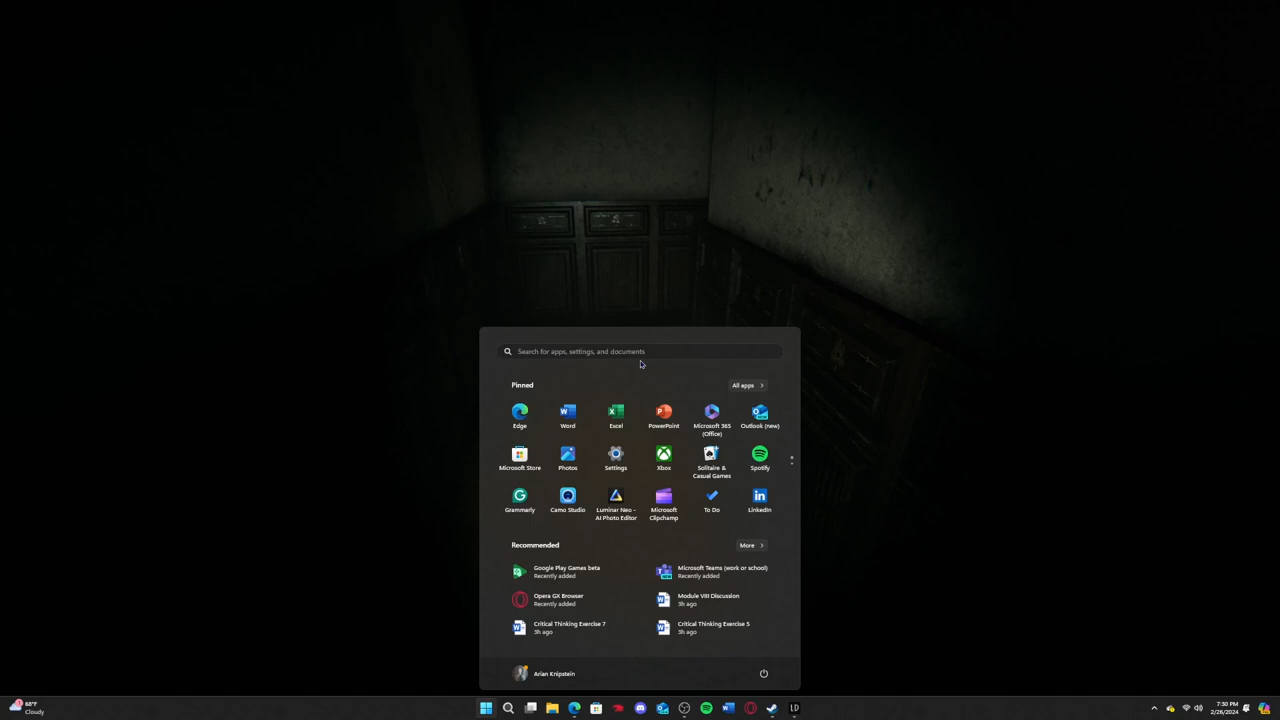 Search for apps, settings, and documents
Pinned
All apps
Edge
Word
Excel
PowerPoint
Microsoft 365
(Office)
Outlook (new)
Microsoft Store
Photos
Settings
Xbox
Solitaire &
Casual Games
Spotify
Grammarly
Camo Studio
Luminar Neo -
AI Photo Editor
Microsoft
Clipchamp
To Do
LinkedIn
Recommended
More
Google Play Games beta
Recently added
Microsoft Teams (work or school)
Recently added
Opera GX Browser
Recently added
Module VIII Discussion
3h ago
Critical Thinking Exercise 7
3h ago
Critical Thinking Exercise 5
3h ago
Arian Knipstein
68°F
Cloudy
7:30 PM
2/26/2024